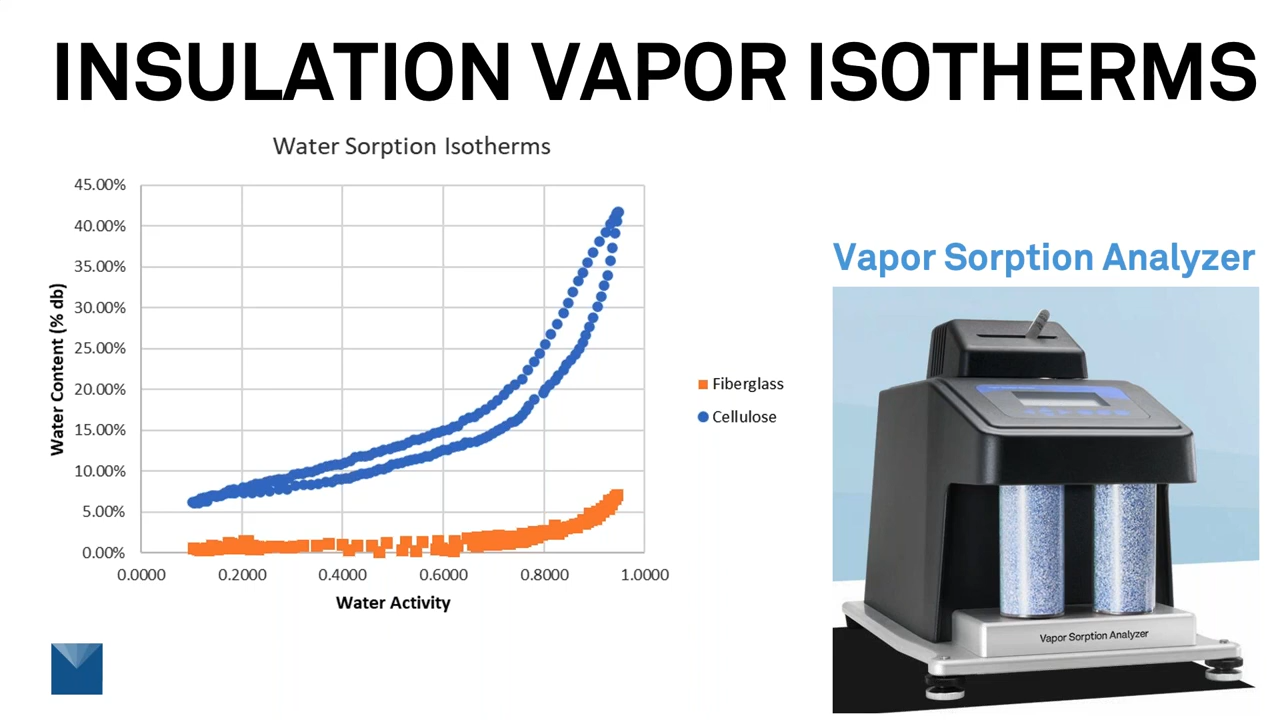 INSULATION VAPOR ISOTHERMS
Water Sorption Isotherms
45.00%
40.00%
35.00%
30.00%
25.00%
20.00%
15.00%
10.00%
5.00%
0.00%
Water Content (% db)
0.0000 0.2000 0.4000 0.6000 0.8000 1.0000
Water Activity
Fiberglass
Cellulose
Vapor Sorption Analyzer
Vapor Sorption Analyzer